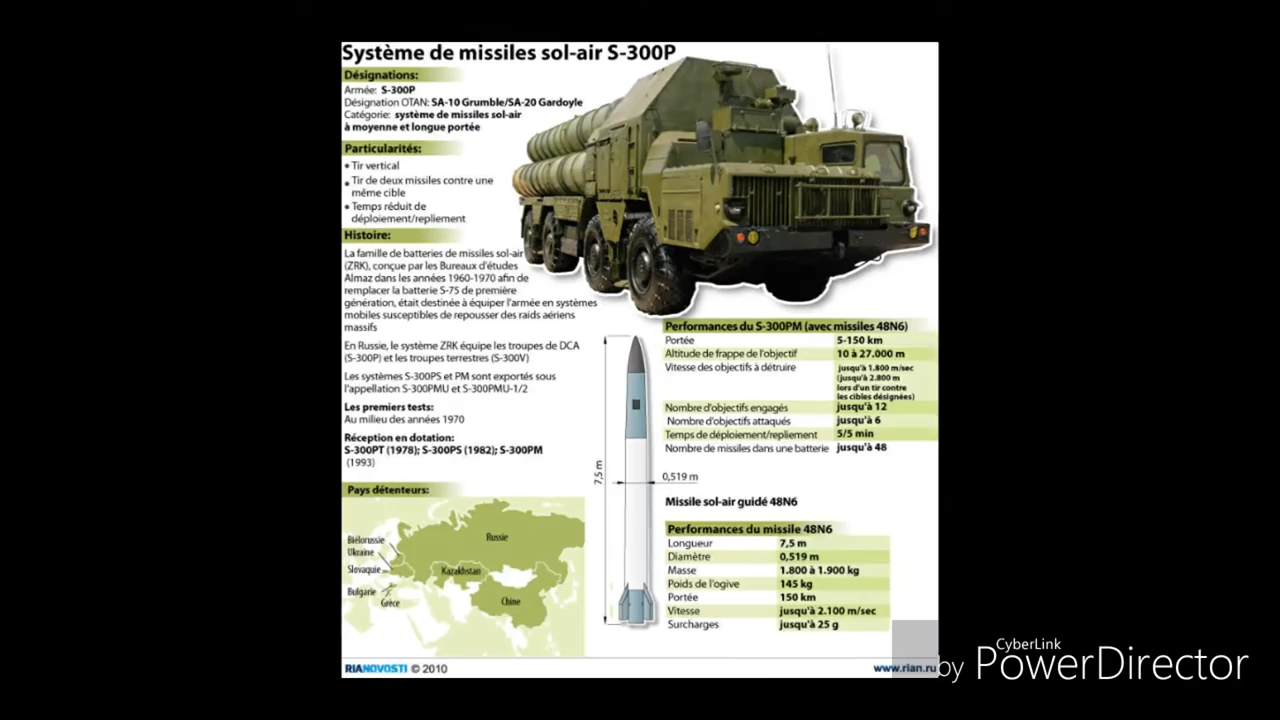 Système de missiles sol-air S-300P
Désignations:
Armée: S-300P
Désignation OTAN: SA-10 Grumble/SA-20 Gardoyle
Catégorie: système de missiles sol-air
à moyenne et longue portée
Particularités:
• Tir vertical
• Tir de deux missiles contre une
même cible
• Temps réduit de
déploiement/repliement
Histoire:
La famille de batteries de missiles sol-air
(ZRK), conçue par les Bureaux d'études
Almaz dans les années 1960-1970 afin de
remplacer la batterie S-75 de première
génération, était destinée à équiper l'armée en systèmes
mobiles susceptibles de repousser des raids aériens
massifs
En Russie, le système ZRK équipe les troupes de DCA
(S-300P) et les troupes terrestres (S-300V)
Les systèmes S-300PS et PM sont exportés sous
l'appellation S-300PMU et S-300PMU-1/2
Les premiers tests:
Au milieu des années 1970
Réception en dotation:
S-300PT (1978); S-300PS (1982); S-300PM
(1993)
Pays détenteurs:
Biélorussie
Ukraine
Slovaquie
Bulgarie
Grèce
Russie
Kazakhstan
Chine
7,5 m
0,519 m
Performances du S-300PM (avec missiles 48N6)
Portée 5-150 km
Altitude de frappe de l'objectif 10 à 27.000 m
Vitesse des objectifs à détruire jusqu'à 1.800 m/sec
(jusqu'à 2.800 m
lors d'un tir contre
les cibles désignées)
Nombre d'objectifs engagés jusqu'à 12
Nombre d'objectifs attaqués jusqu'à 6
Temps de déploiement/repliement 5/5 min
Nombre de missiles dans une batterie jusqu'à 48
Missile sol-air guidé 48N6
Performances du missile 48N6
Longueur 7,5 m
Diamètre 0,519 m
Masse 1.800 à 1.900 kg
Poids de l'ogive 145 kg
Portée 150 km
Vitesse jusqu'à 2.100 m/sec
Surcharges jusqu'à 25 g
RIANOVOSTI © 2010
www.rian.ru
by CyberLink
PowerDirector